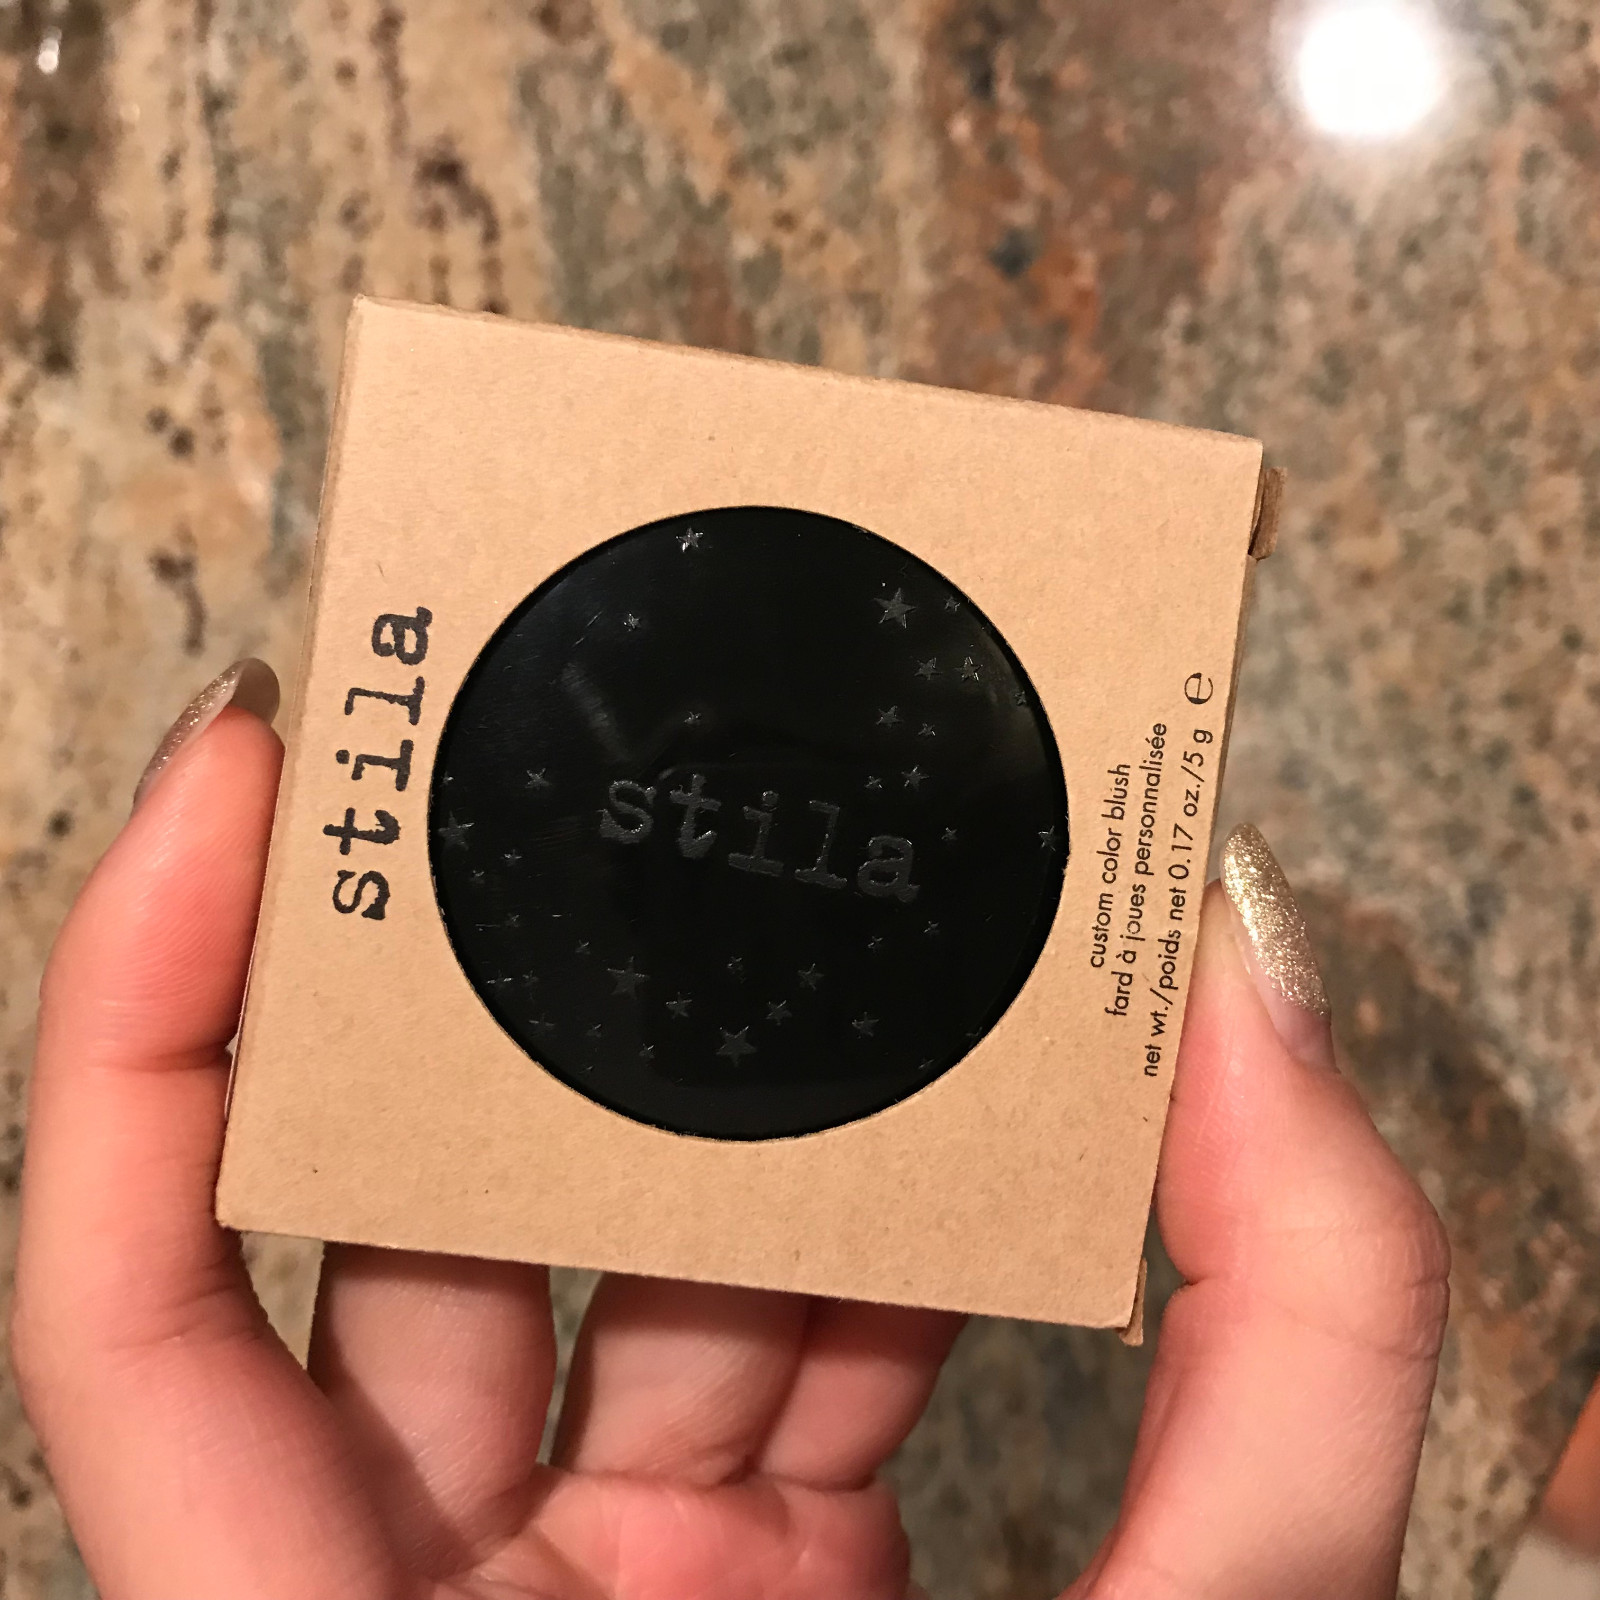 stila
stila
custom color blush
fard à joues personnalisée
net wt./poids net 0.17 oz./5 g ℮